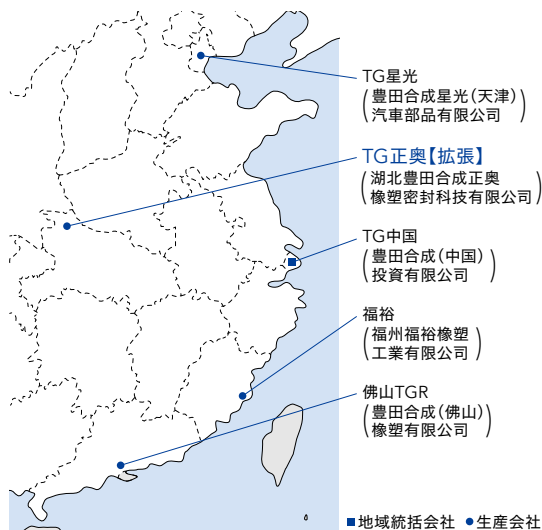 TG星光
(豊田合成星光(天津)
汽車部品有限公司)
TG正奥【拡張】
(湖北豊田合成正奥
橡塑密封科技有限公司)
TG中国
(豊田合成(中国)
投資有限公司)
福裕
(福州福裕橡塑
工業有限公司)
佛山TGR
(豊田合成(佛山)
橡塑有限公司)
■地域統括会社 ●生産会社